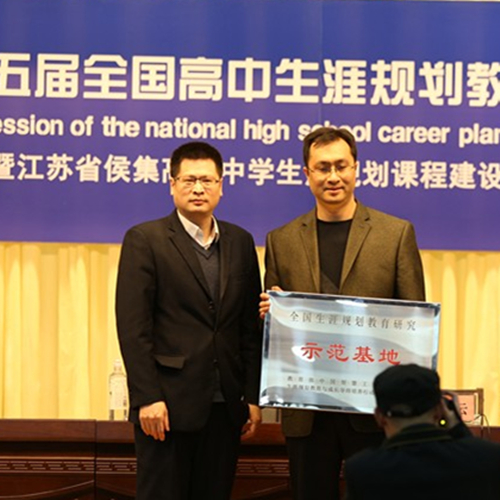 五届全国高中生涯规划教
ession of the national high school career plan
暨江苏省侯集高 中学生 划课程建设
全国生涯规划教育研究
示范基地